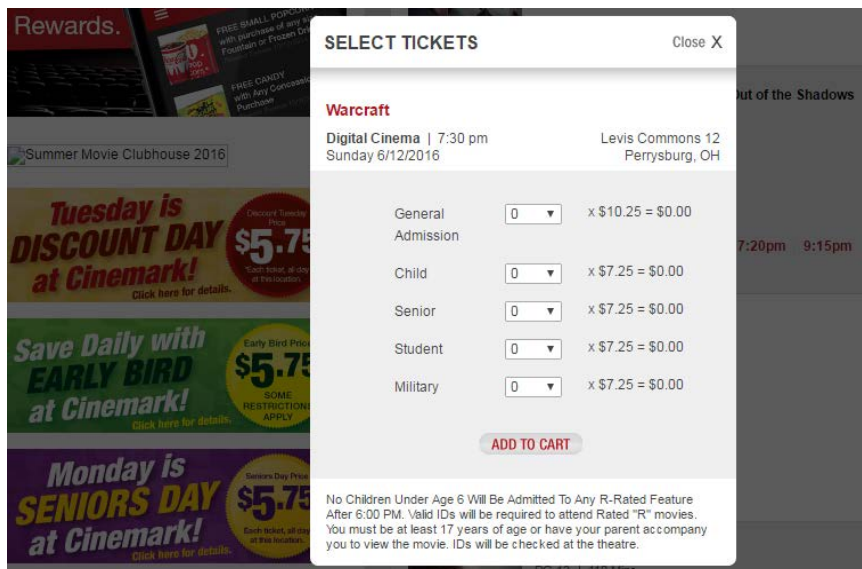 Rewards.
FREE SMALL POPCORN
with purchase of any size
Fountain or Frozen Drink
FREE CANDY
with Any Concession
Purchase
Summer Movie Clubhouse 2016
Tuesday is
DISCOUNT DAY
at Cinemark!
Click here for details.
Discount Tuesday
Price
$5.75
*Each ticket, all day
at this location.
Save Daily with
EARLY BIRD
at Cinemark!
Click here for details.
Early Bird Price
$5.75
SOME
RESTRICTIONS
APPLY
Monday is
SENIORS DAY
at Cinemark!
Click here for details.
Seniors Day Price
$5.75
Each ticket, all day
at this location.
SELECT TICKETS
Close X
Warcraft
Digital Cinema | 7:30 pm
Levis Commons 12
Sunday 6/12/2016
Perrysburg, OH
General
Admission
0
x $10.25 = $0.00
Child
0
x $7.25 = $0.00
Senior
0
x $7.25 = $0.00
Student
0
x $7.25 = $0.00
Military
0
x $7.25 = $0.00
ADD TO CART
No Children Under Age 6 Will Be Admitted To Any R-Rated Feature
After 6:00 PM. Valid IDs will be required to attend Rated "R" movies.
You must be at least 17 years of age or have your parent accompany
you to view the movie. IDs will be checked at the theatre.
Out of the Shadows
7:20pm 9:15pm